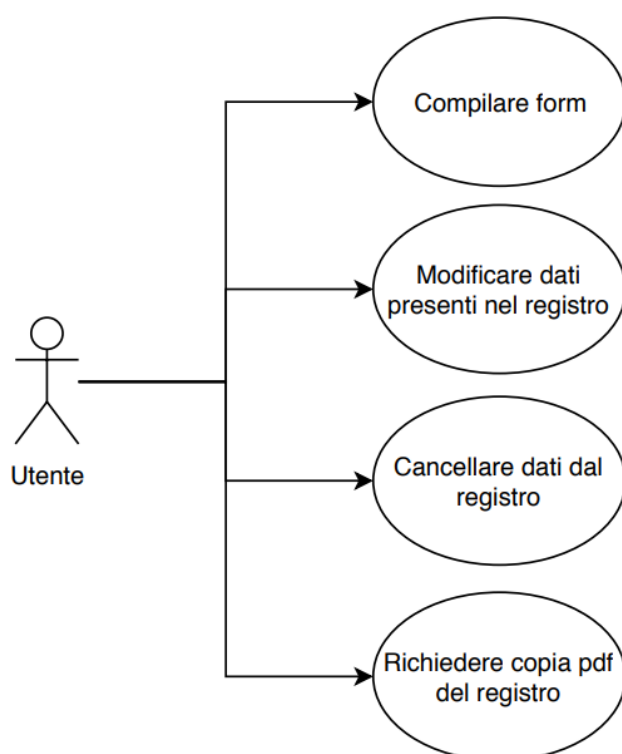 Compilare form
Modificare dati
presenti nel registro
Utente
Cancellare dati dal
registro
Richiedere copia pdf
del registro